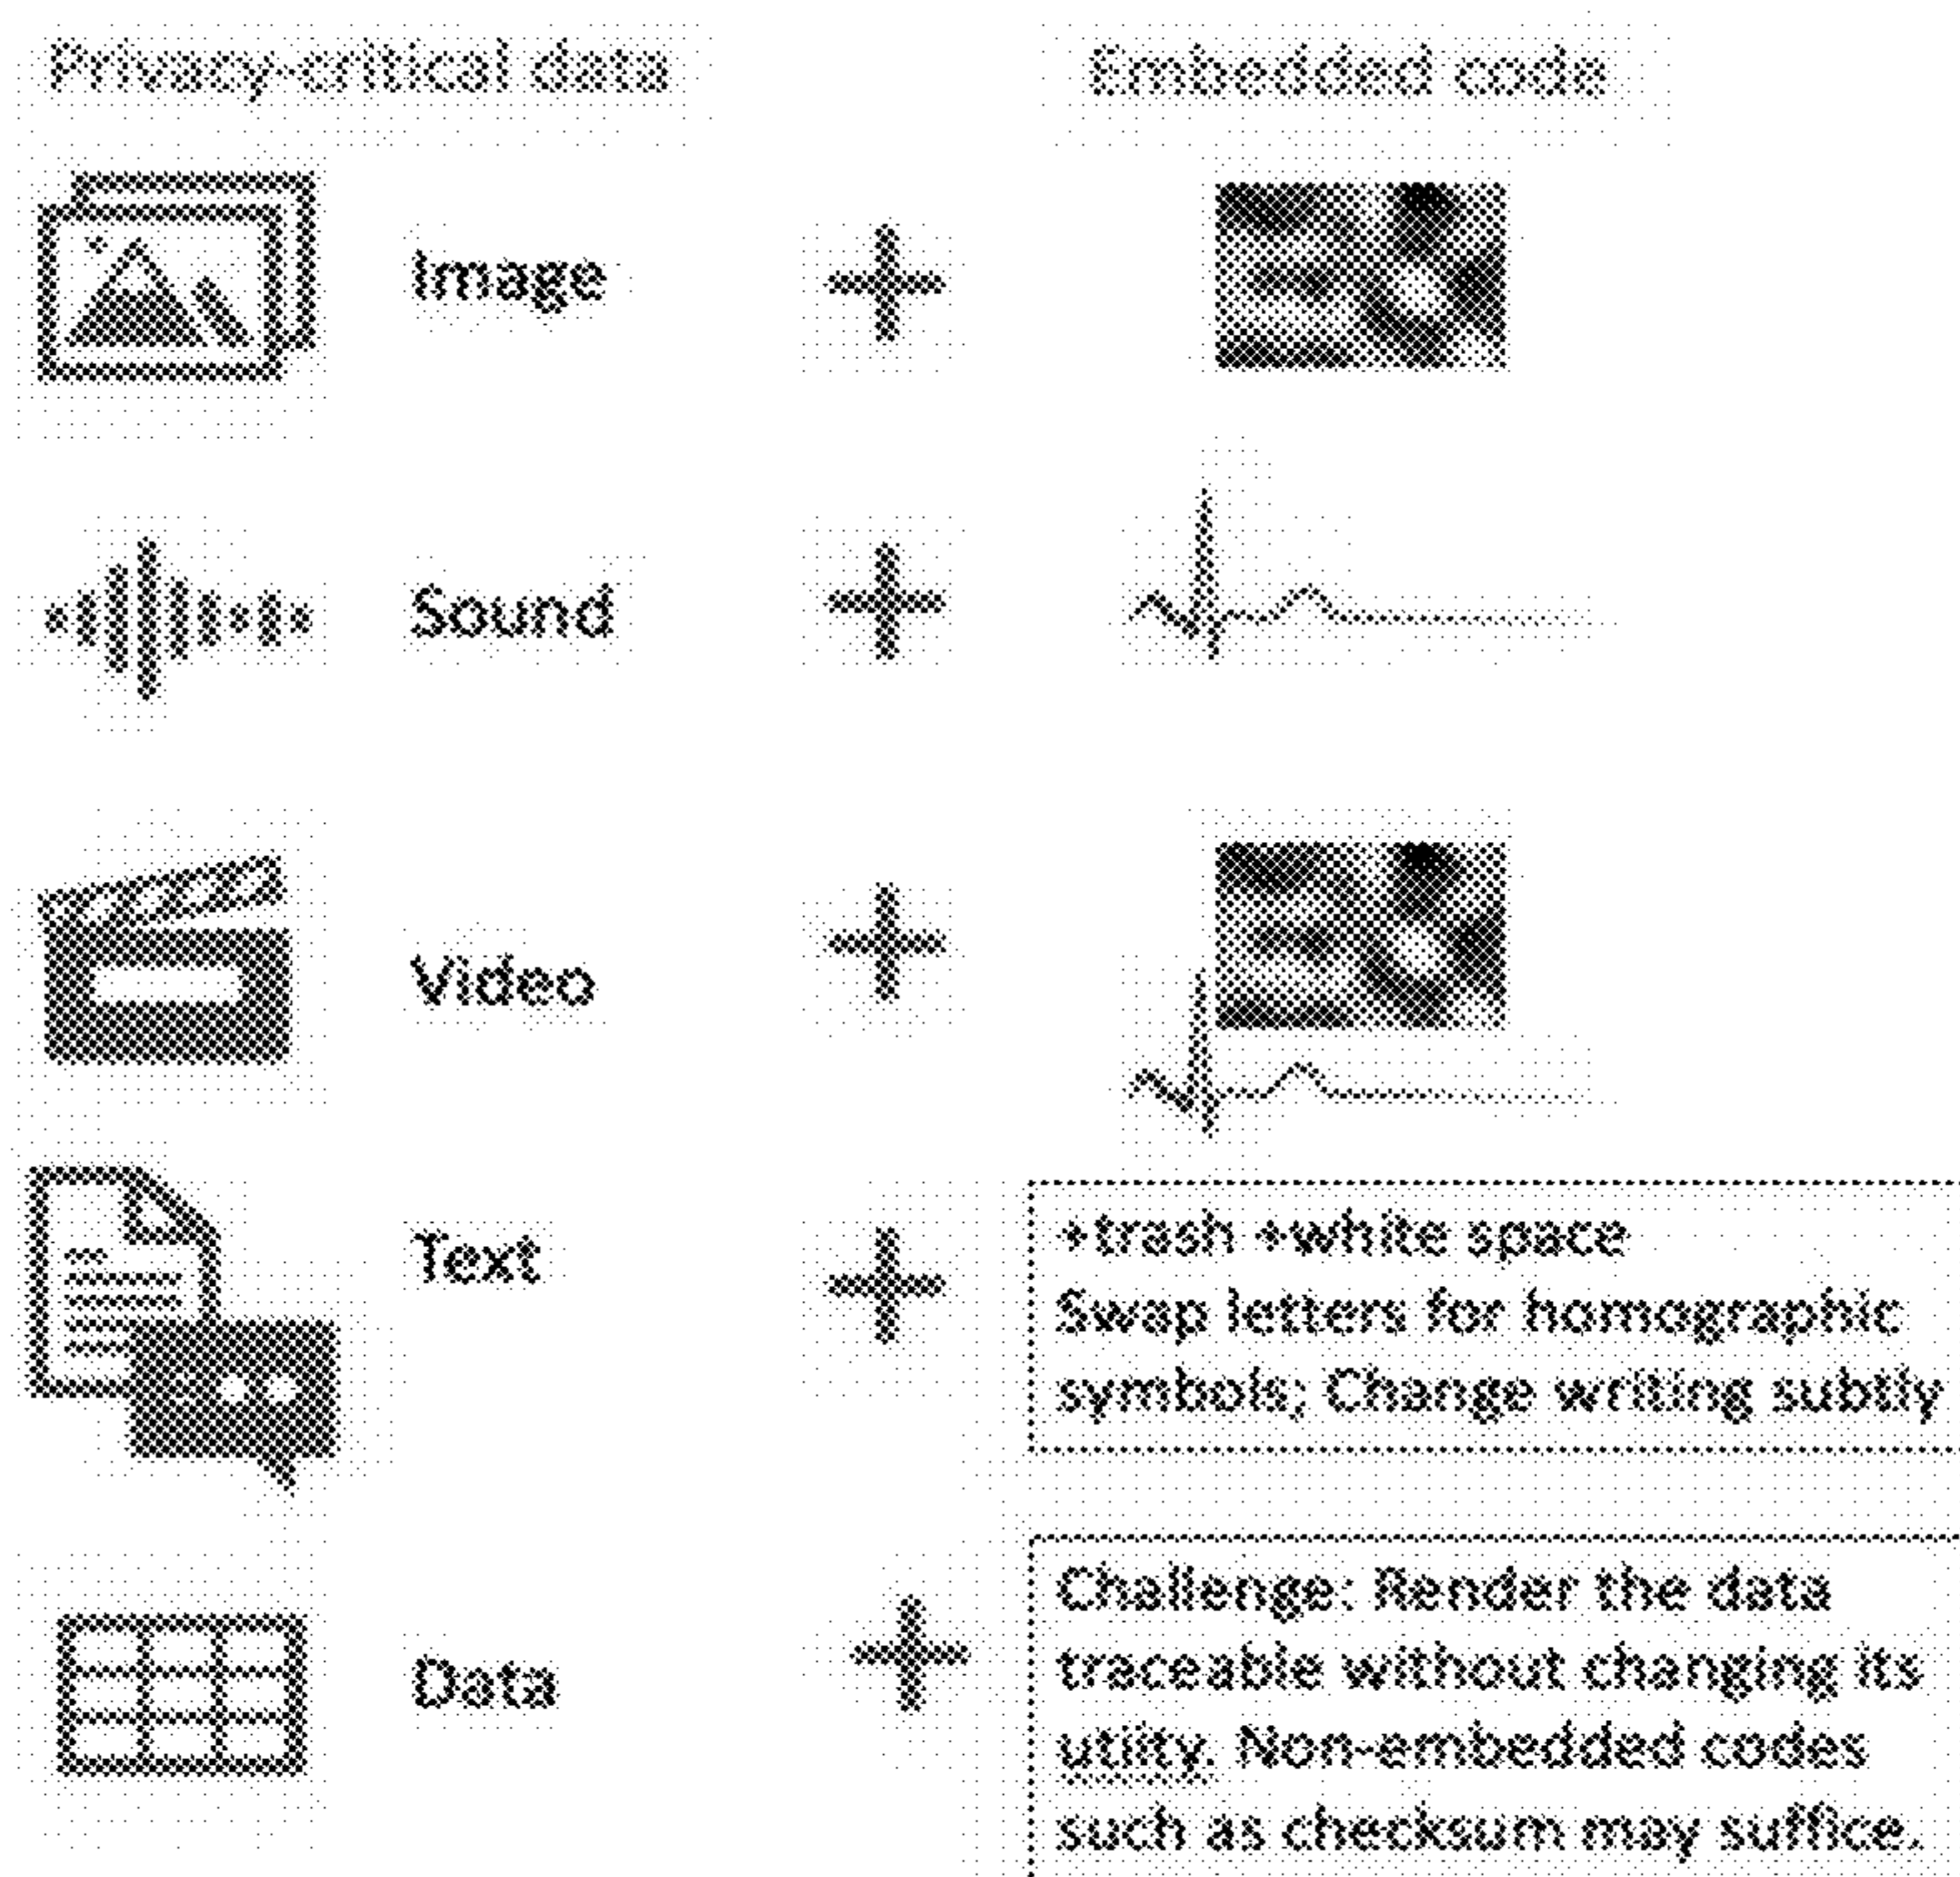 Privacy-critical data
Embedded code
Image
Sound
Video
Text
+trash +white space
Swap letters for homographic
symbols; Change writing subtly
Data
Challenge: Render the data
traceable without changing its
utility. Non-embedded codes
such as checksum may suffice.